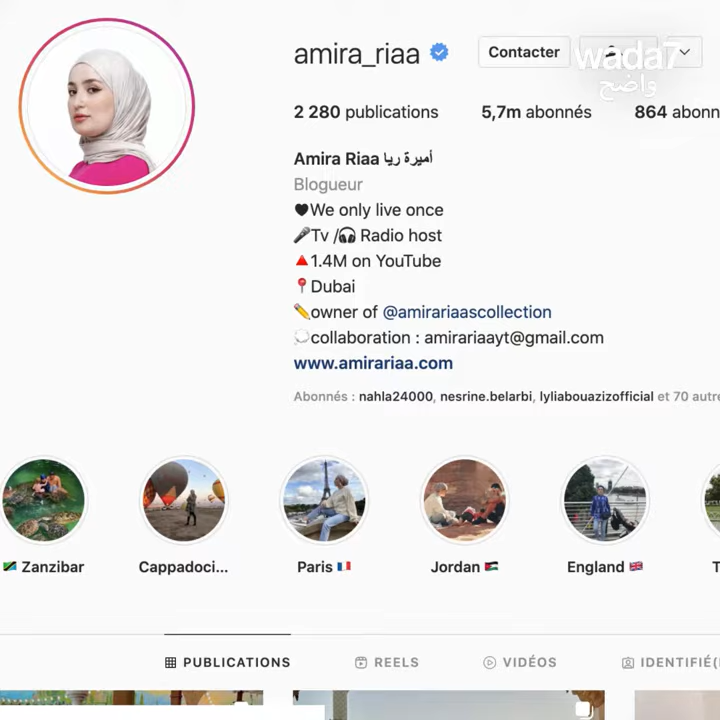 amira_riaa
Contacter
wada7
واضح
2 280 publications 5,7m abonnés 864 abonn
Amira Riaa أميرة ريا
Blogueur
🖤We only live once
🎤Tv /🎧 Radio host
🔺1.4M on YouTube
📍Dubai
✏️owner of @amirariaascollection
💭collaboration : amirariaayt@gmail.com
www.amirariaa.com
Abonnés : nahla24000, nesrine.belarbi, lyliabouazizofficial et 70 autre
🇹🇿 Zanzibar
Cappadoci...
Paris 🇫🇷
Jordan 🇯🇴
England 🇬🇧
T
PUBLICATIONS
REELS
VIDÉOS
IDENTIFIÉ(